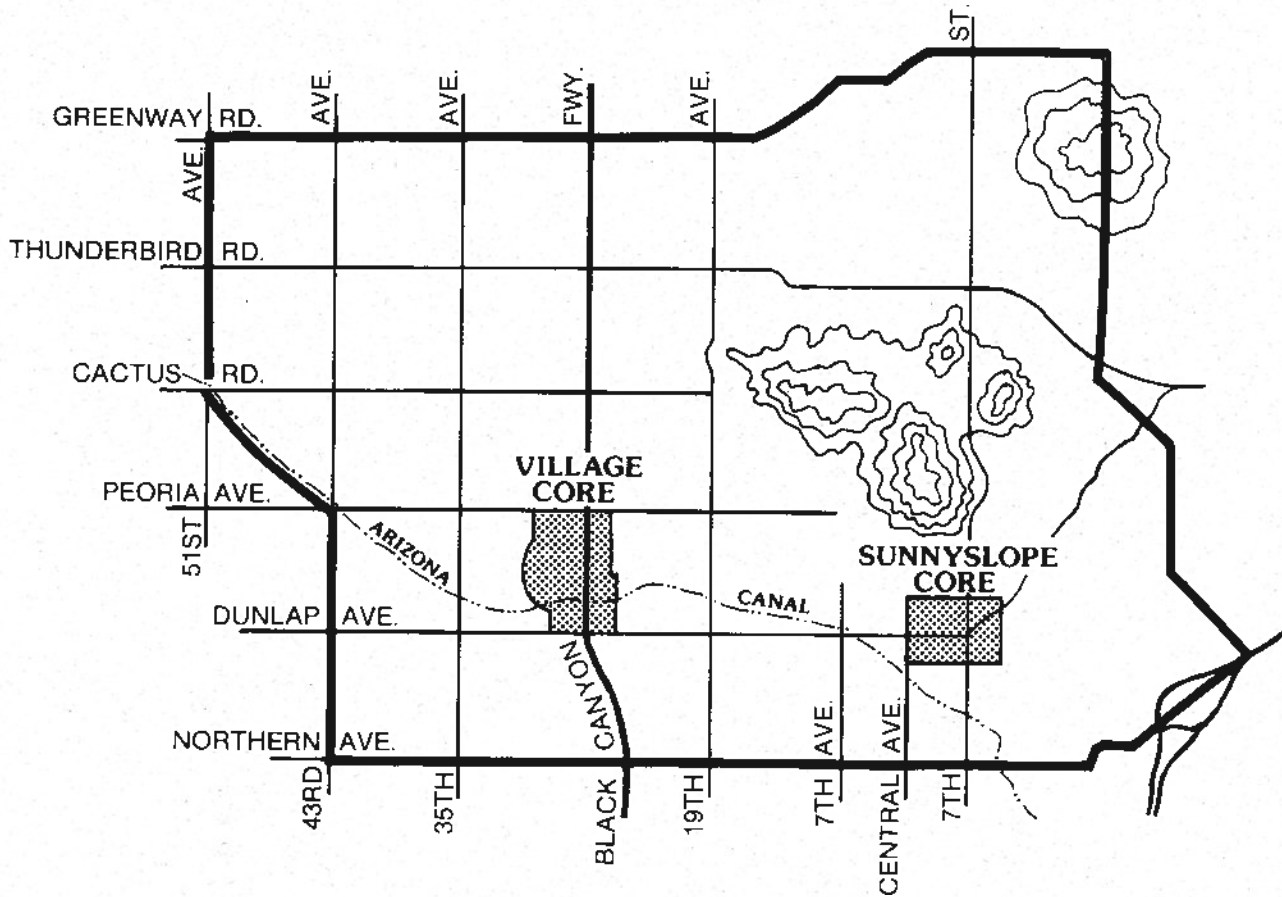 ST
AVE.
AVE.
FWY.
AVE.
GREENWAY RD.
AVE.
THUNDERBIRD RD.
CACTUS RD.
VILLAGE
CORE
PEORIA AVE.
51ST
ARIZONA
CANAL
SUNNYSLOPE
CORE
DUNLAP AVE.
BLACK CANYON
NORTHERN AVE.
43RD
35TH
19TH
7TH AVE.
CENTRAL AVE.
7TH